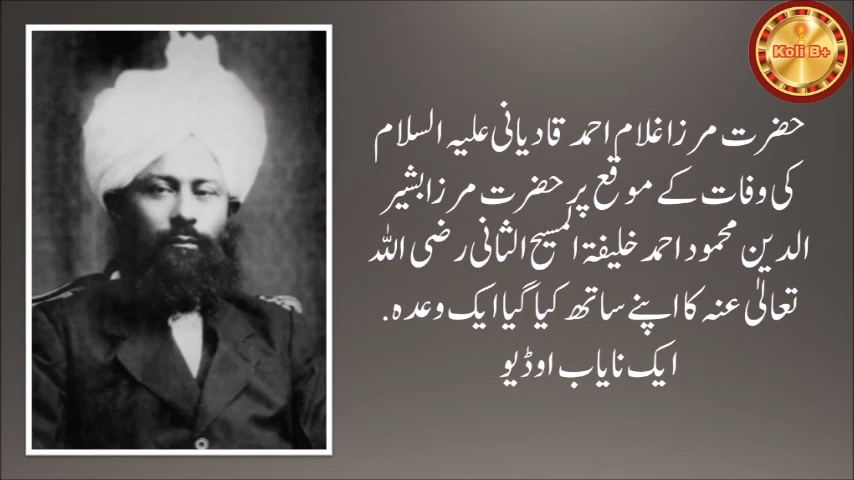 Koli B+
حضرت مرزا غلام احمد قادیانی علیہ السلام
کی وفات کے موقع پر حضرت مرزا بشیر
الدین محمود احمد خلیفۃ المسیح الثانی رضی اللہ
تعالیٰ عنہ کا اپنے ساتھ کیا گیا ایک وعدہ.
ایک نایاب اوڈیو